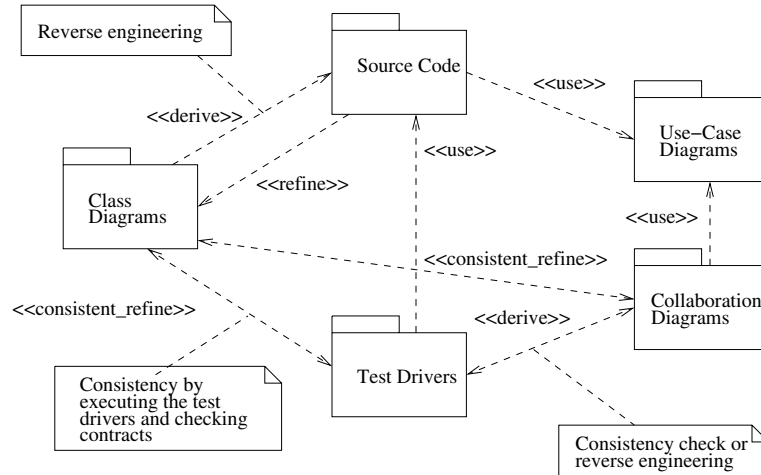 Reverse engineering
Source Code
<<derive>>
<<use>>
Use−Case
Diagrams
<<use>>
<<refine>>
Class
Diagrams
<<use>>
<<consistent_refine>>
Collaboration
Diagrams
<<consistent_refine>>
<<derive>>
Test Drivers
Consistency by
executing the test
drivers and checking
contracts
Consistency check or
reverse engineering